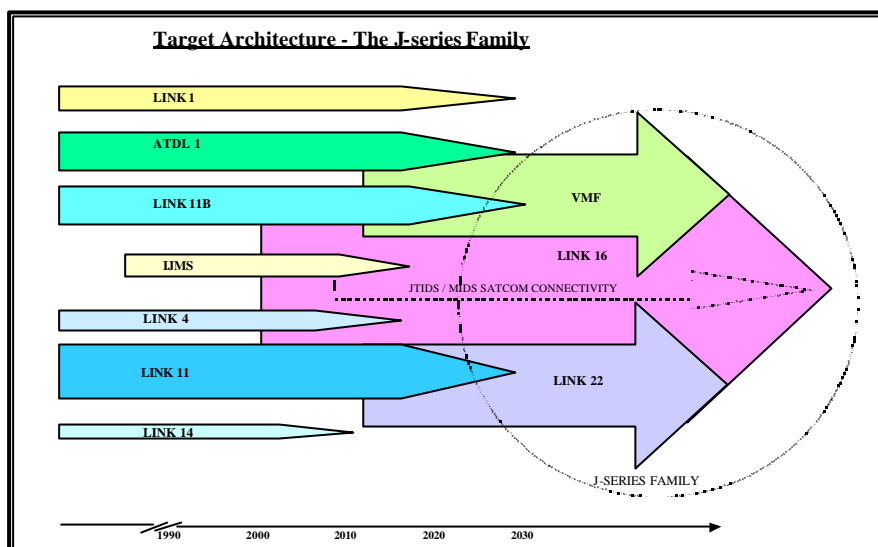 Target Architecture - The J-series Family
LINK 1
ATDL 1
LINK 11B
VMF
IJMS
LINK 16
JTIDS / MIDS SATCOM CONNECTIVITY
LINK 4
LINK 11
LINK 22
LINK 14
J-SERIES FAMILY
1990 2000 2010 2020 2030